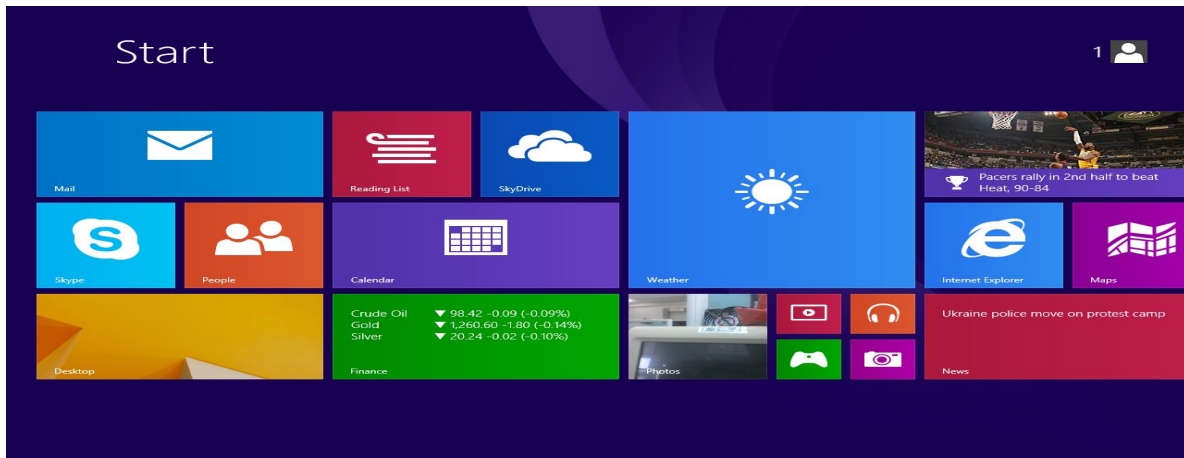 Start
1
Mail
Reading List
SkyDrive
Weather
Pacers rally in 2nd half to beat
Heat, 90-84
Skype
People
Calendar
Internet Explorer
Maps
Desktop
Crude Oil ▼ 98.42 -0.09 (-0.09%)
Gold ▼ 1,260.60 -1.80 (-0.14%)
Silver ▼ 20.24 -0.02 (-0.10%)
Finance
Photos
Ukraine police move on protest camp
News